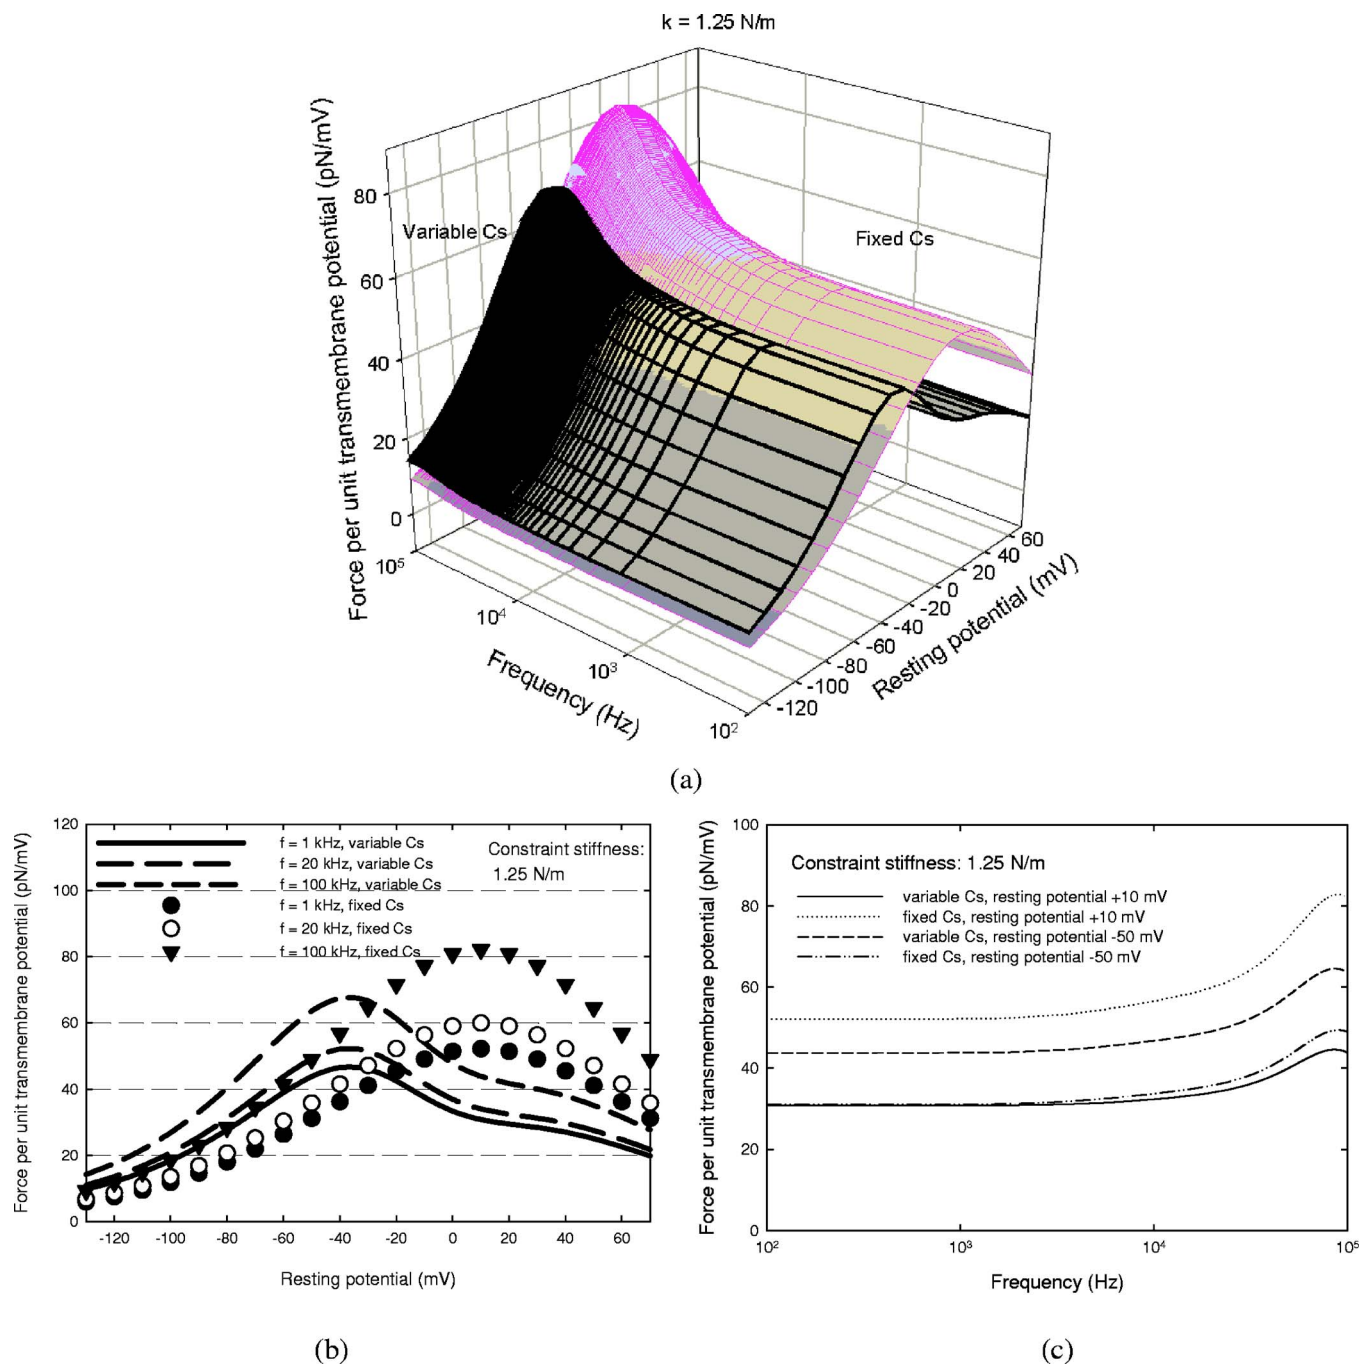 k = 1.25 N/m
Force per unit transmembrane potential (pN/mV)
80
60
40
20
0
Variable Cs
Fixed Cs
10⁵
10⁴
10³
10²
Frequency (Hz)
60
40
20
0
-20
-40
-60
-80
-100
-120
Resting potential (mV)
(a)
Force per unit transmembrane potential (pN/mV)
120
100
80
60
40
20
0
f = 1 kHz, variable Cs
f = 20 kHz, variable Cs
f = 100 kHz, variable Cs
f = 1 kHz, fixed Cs
f = 20 kHz, fixed Cs
f = 100 kHz, fixed Cs
Constraint stiffness:
1.25 N/m
-120 -100 -80 -60 -40 -20 0 20 40 60
Resting potential (mV)
(b)
Force per unit transmembrane potential (pN/mV)
100
80
60
40
20
0
Constraint stiffness: 1.25 N/m
variable Cs, resting potential +10 mV
fixed Cs, resting potential +10 mV
variable Cs, resting potential -50 mV
fixed Cs, resting potential -50 mV
10² 10³ 10⁴ 10⁵
Frequency (Hz)
(c)